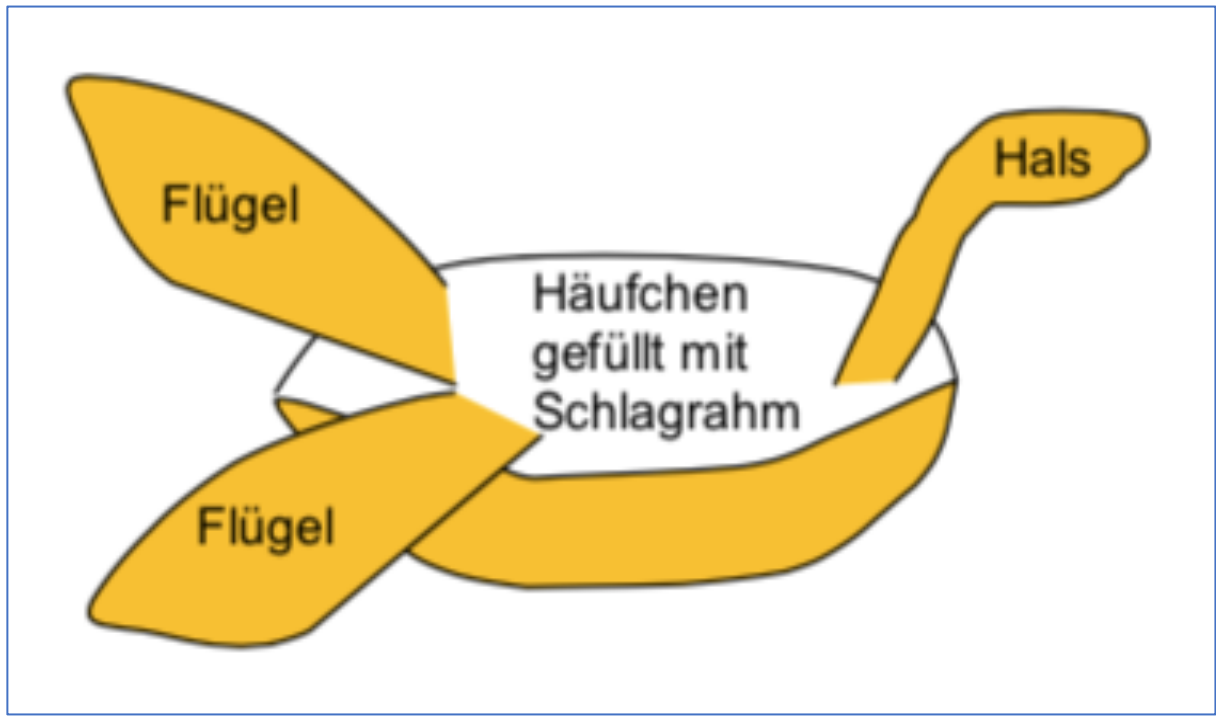 Flügel
Hals
Häufchen
gefüllt mit
Schlagrahm
Flügel